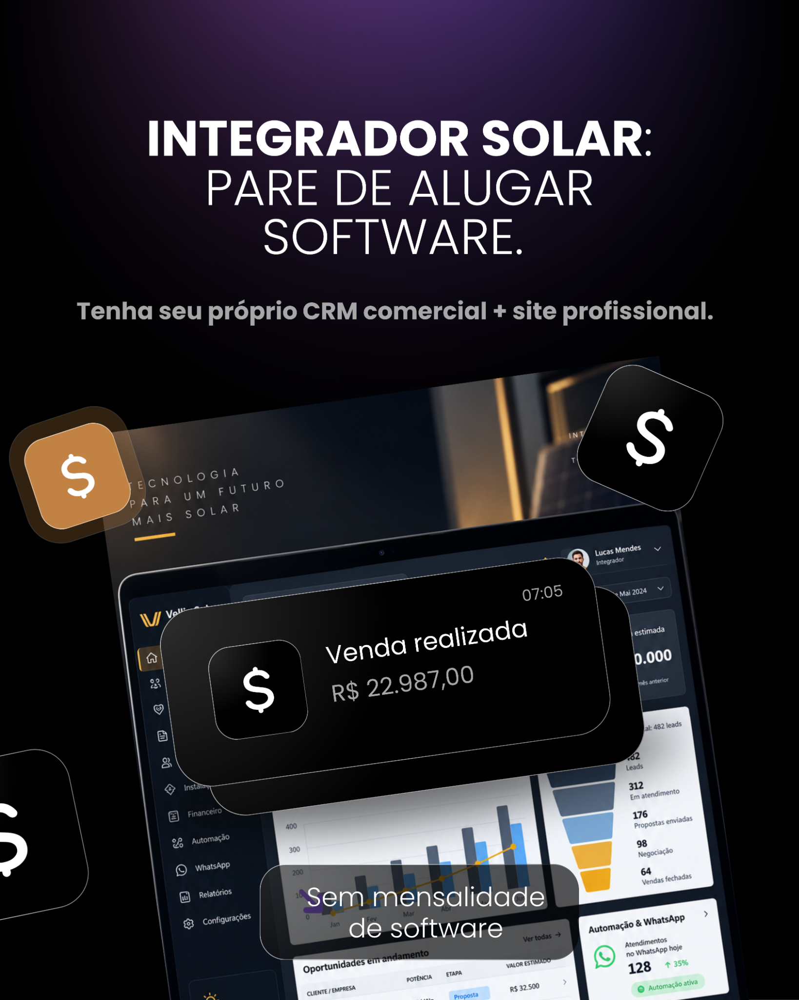 INTEGRADOR SOLAR:
PARE DE ALUGAR
SOFTWARE.
Tenha seu próprio CRM comercial + site profissional.
TECNOLOGIA
PARA UM FUTURO
MAIS SOLAR
Lucas Mendes
Integrador
Mai 2024
07:05
Venda realizada
R$ 22.987,00
estimada
0.000
mês anterior
482 leads
Leads
312
Em atendimento
176
Propostas enviadas
98
Negociação
64
Vendas fechadas
Financeiro
Automação
WhatsApp
Relatórios
Configurações
400
300
200
0
Jan
Fev
Mar
Abr
Jun
Sem mensalidade
de software
Ver todas →
Oportunidades em andamento
CLIENTE / EMPRESA
POTÊNCIA
ETAPA
VALOR ESTIMADO
Proposta
R$ 32.500
Automação & WhatsApp
Atendimentos
no WhatsApp hoje
128
↑ 35%
Automação ativa